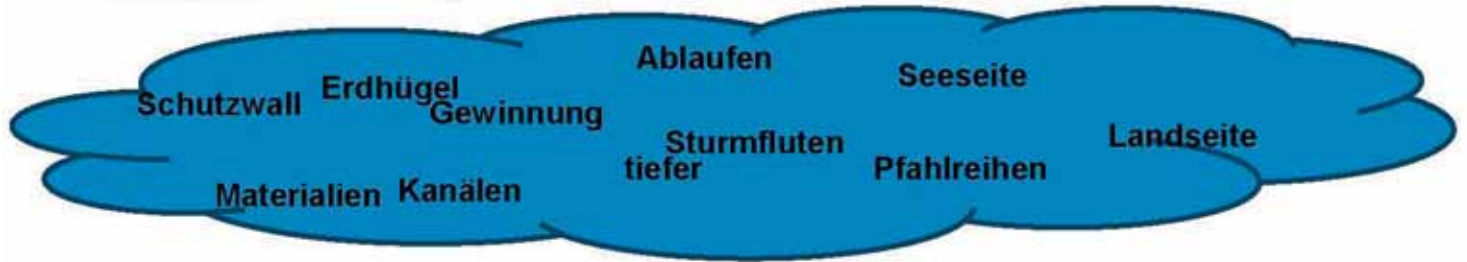 Ablaufen
Seeseite
Erdhügel
Schutzwall
Gewinnung
Landseite
Sturmfluten
tiefer
Pfahlreihen
Materialien
Kanälen